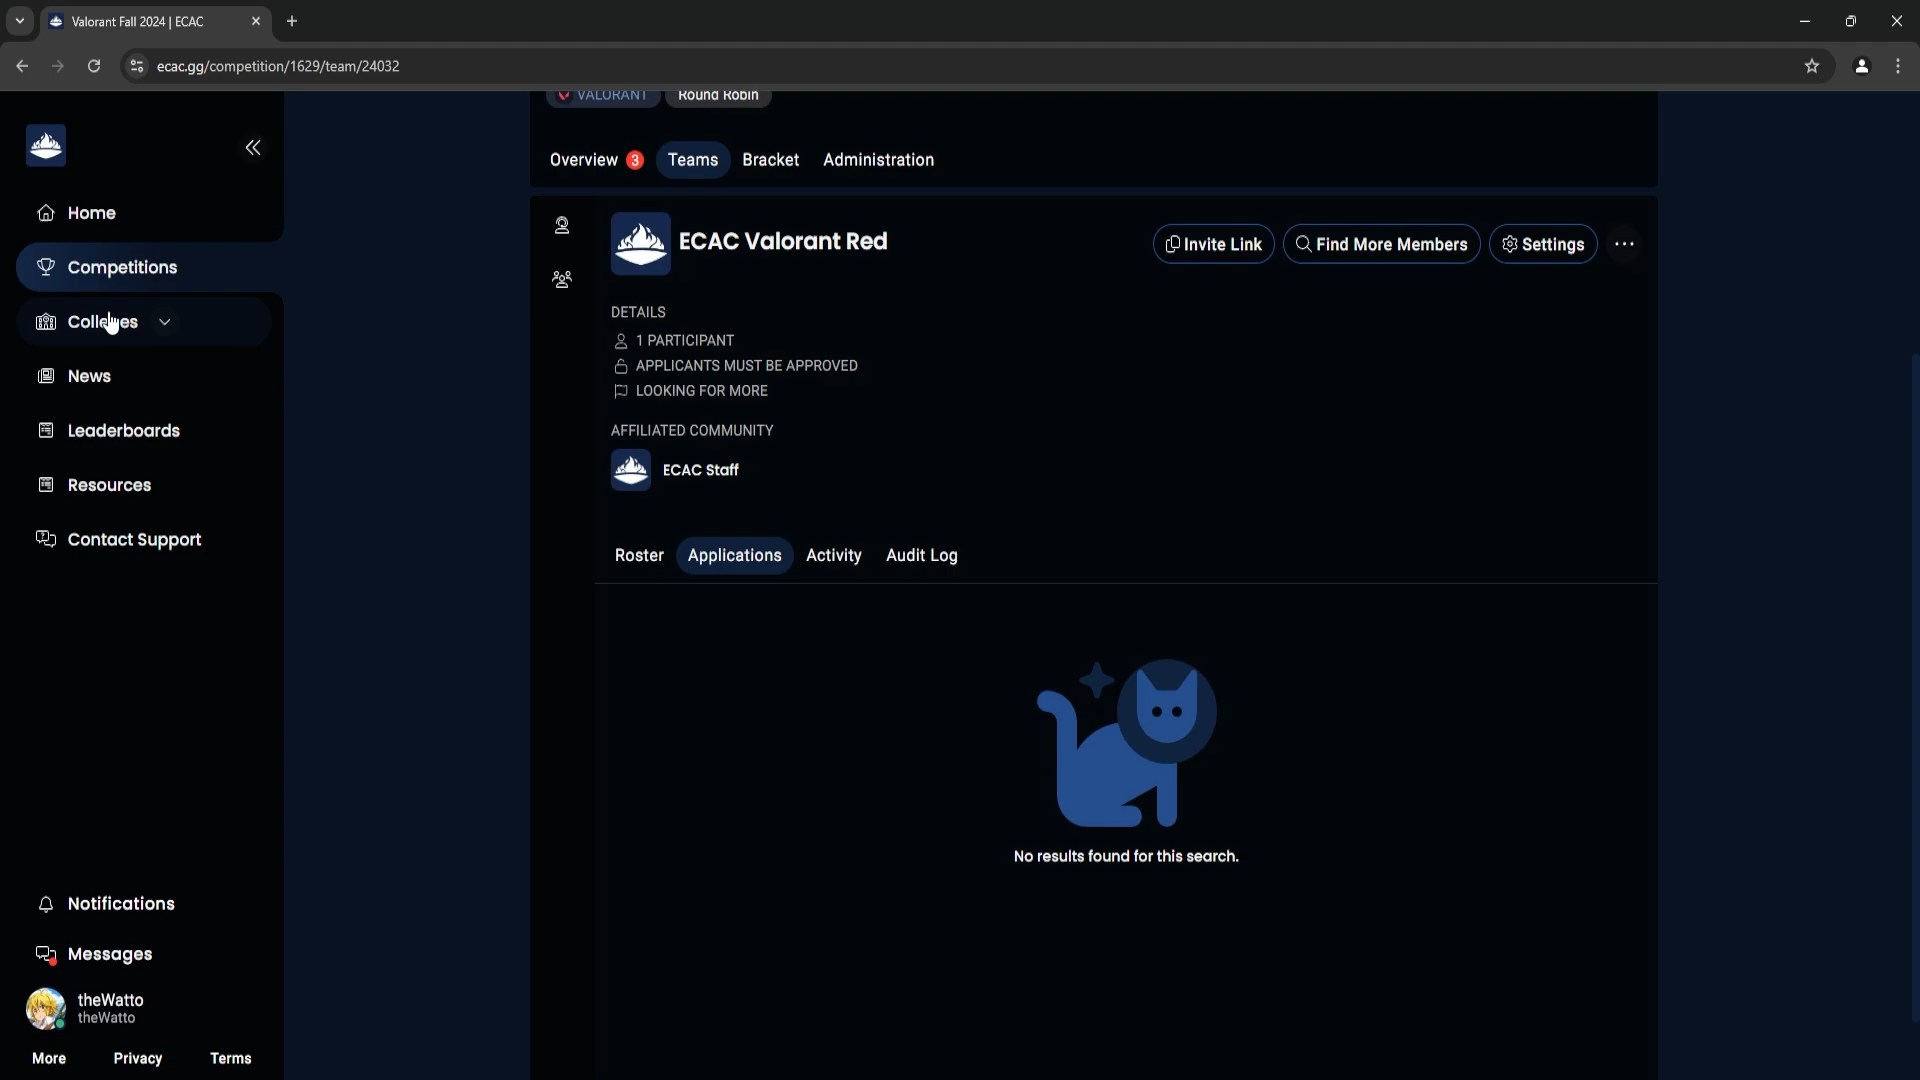 Valorant Fall 2024 | ECAC
ecac.gg/competition/1629/team/24032
VALORANT Round Robin
Overview 3 Teams Bracket Administration
Home
Competitions
Colleges
News
Leaderboards
Resources
Contact Support
ECAC Valorant Red
Invite Link Find More Members Settings
DETAILS
1 PARTICIPANT
APPLICANTS MUST BE APPROVED
LOOKING FOR MORE
AFFILIATED COMMUNITY
ECAC Staff
Roster Applications Activity Audit Log
No results found for this search.
Notifications
Messages
theWatto
theWatto
More Privacy Terms